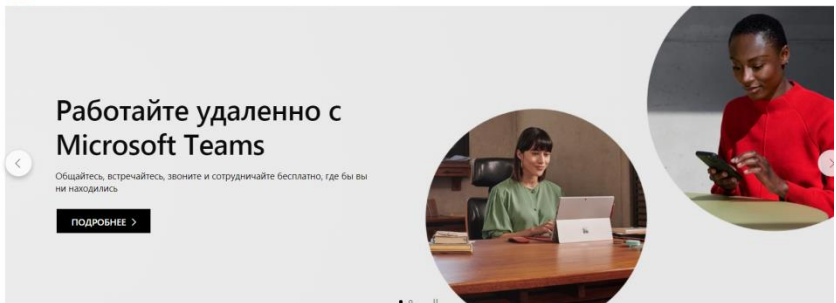 Работайте удаленно с
Microsoft Teams
Общайтесь, встречайтесь, звоните и сотрудничайте бесплатно, где бы вы
ни находились
ПОДРОБНЕЕ >